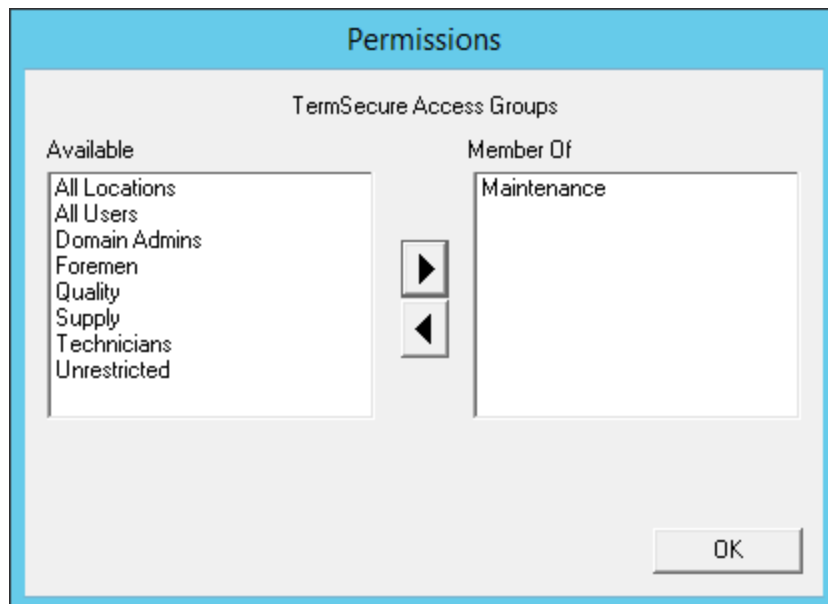 Permissions
TermSecure Access Groups
Available
All Locations
All Users
Domain Admins
Foremen
Quality
Supply
Technicians
Unrestricted
Member Of
Maintenance
OK